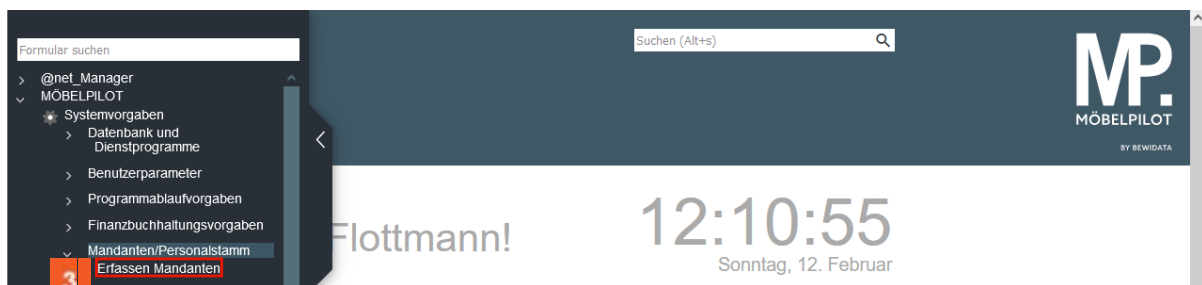 Formular suchen
@net_Manager
MÖBELPILOT
Systemvorgaben
Datenbank und
Dienstprogramme
Benutzerparameter
Programmablaufvorgaben
Finanzbuchhaltungsvorgaben
Mandanten/Personalstamm
Erfassen Mandanten
3
Suchen (Alt+s)
MP.
MÖBELPILOT
BY BEWIDATA
Flottmann!
12:10:55
Sonntag, 12. Februar